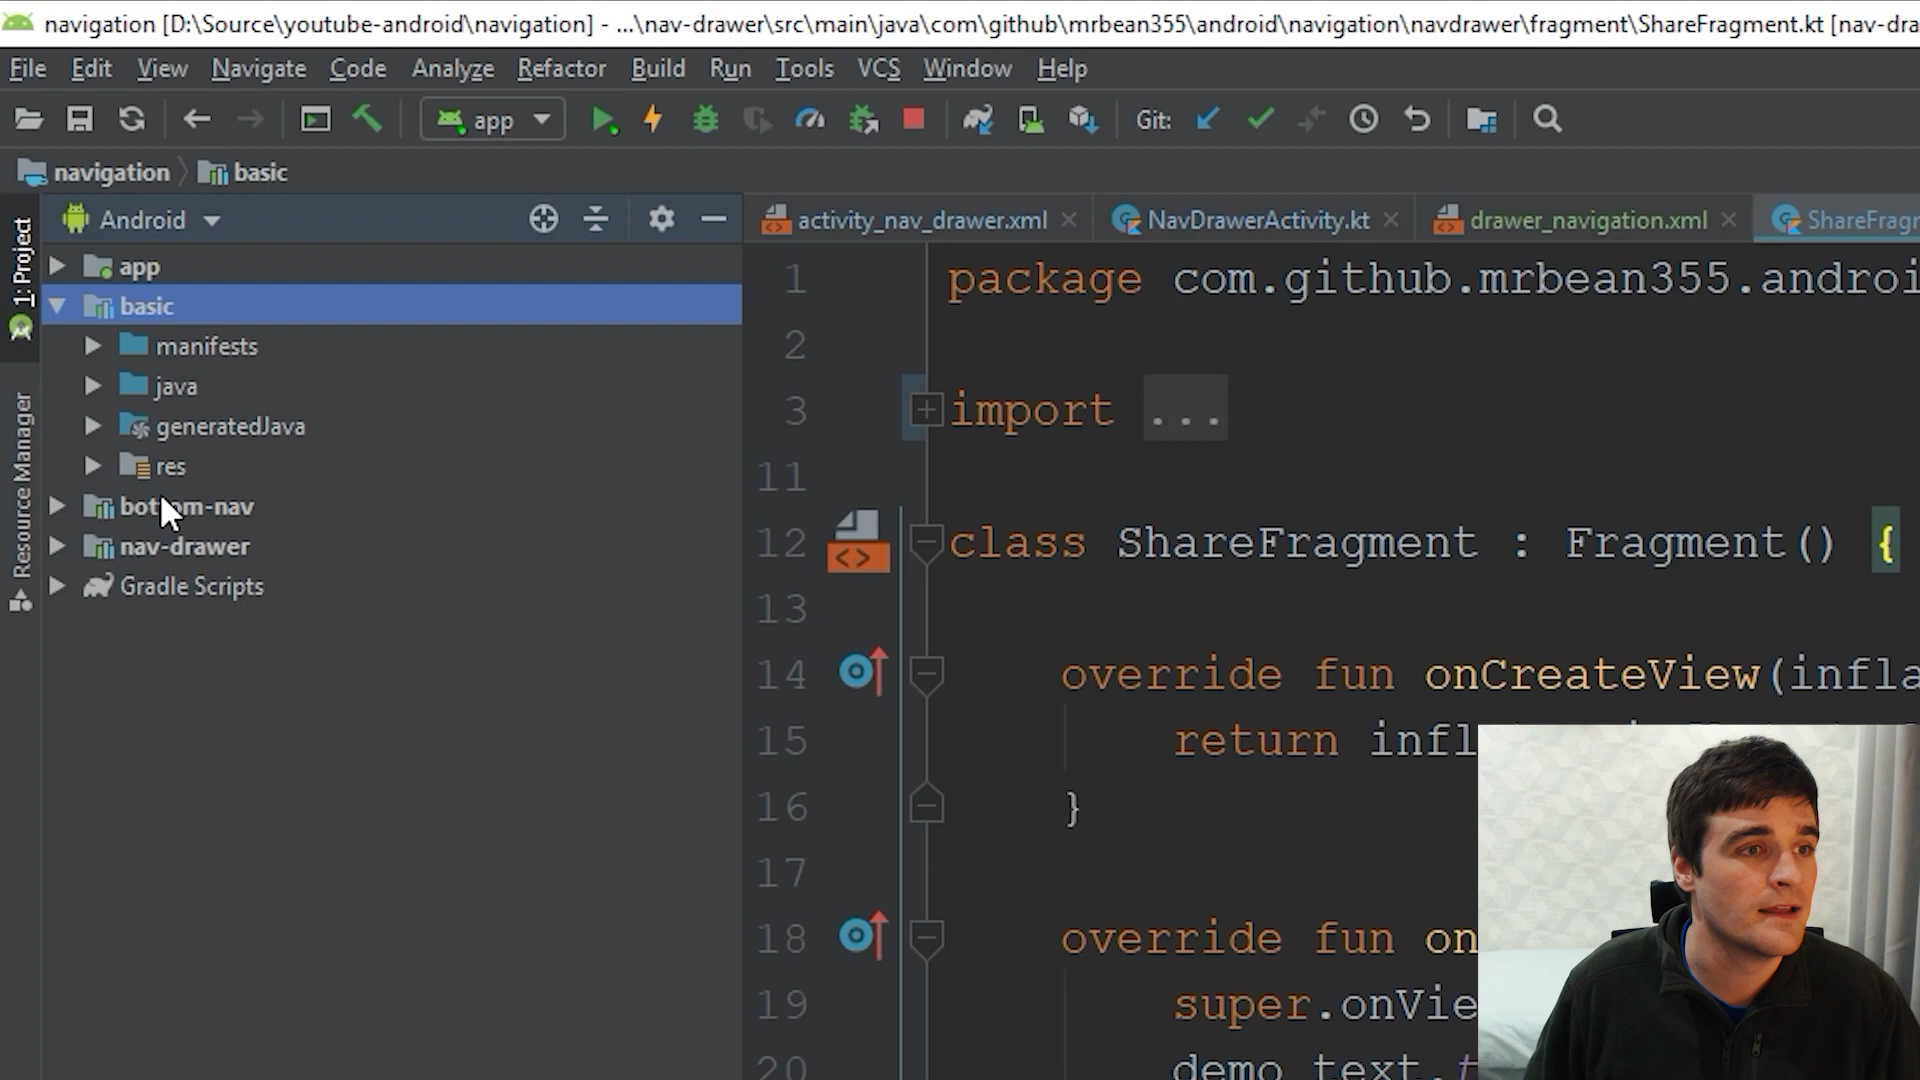 navigation [D:\Source\youtube-android\navigation] - ...\nav-drawer\src\main\java\com\github\mrbean355\android\navigation\navdrawer\fragment\ShareFragment.kt [nav-dra
File Edit View Navigate Code Analyze Refactor Build Run Tools VCS Window Help
app Git:
navigation basic
Android
activity_nav_drawer.xml NavDrawerActivity.kt drawer_navigation.xml ShareFragr
1: Project
Resource Manager
app
basic
manifests
java
generatedJava
res
bottom-nav
nav-drawer
Gradle Scripts
1 package com.github.mrbean355.androi
2
3 import ...
11
12 class ShareFragment : Fragment() {
13
14 override fun onCreateView(infla
15 return infl
16 }
17
18 override fun on
19 super.onVie
20 demo_text.